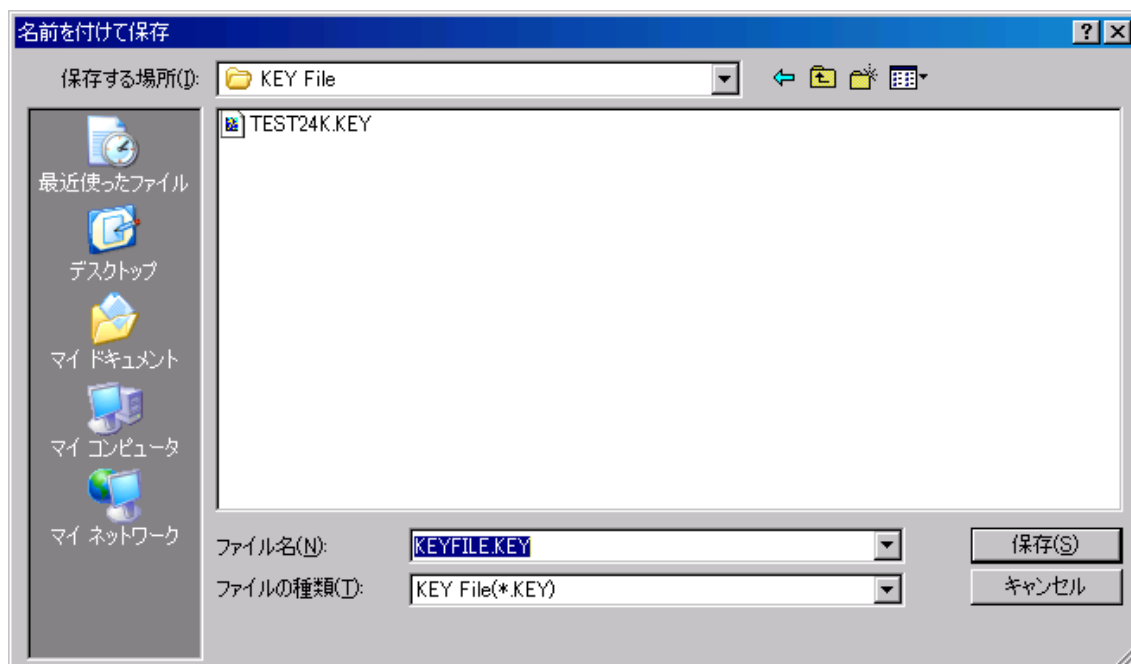 名前を付けて保存
保存する場所(I):
KEY File
TEST24K.KEY
最近使ったファイル
デスクトップ
マイ ドキュメント
マイ コンピュータ
マイ ネットワーク
ファイル名(N):
KEYFILE.KEY
保存(S)
ファイルの種類(T):
KEY File(*.KEY)
キャンセル